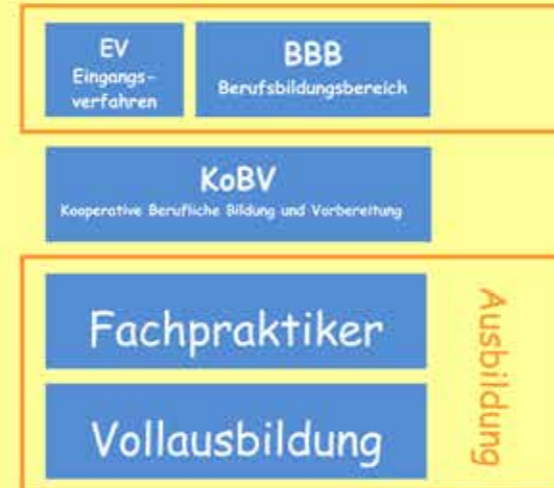 EV
Eingangs-
verfahren
BBB
Berufsbildungsbereich
KoBV
Kooperative Berufliche Bildung und Vorbereitung
Fachpraktiker
Vollausbildung
Ausbildung